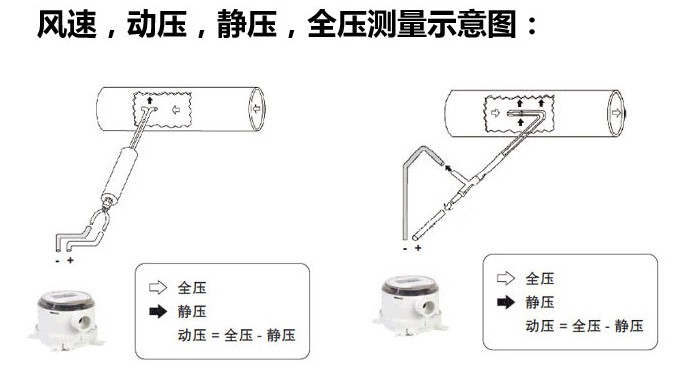 风速，动压，静压，全压测量示意图：
- +
- +
全压
静压
动压 = 全压 - 静压
全压
静压
动压 = 全压 - 静压